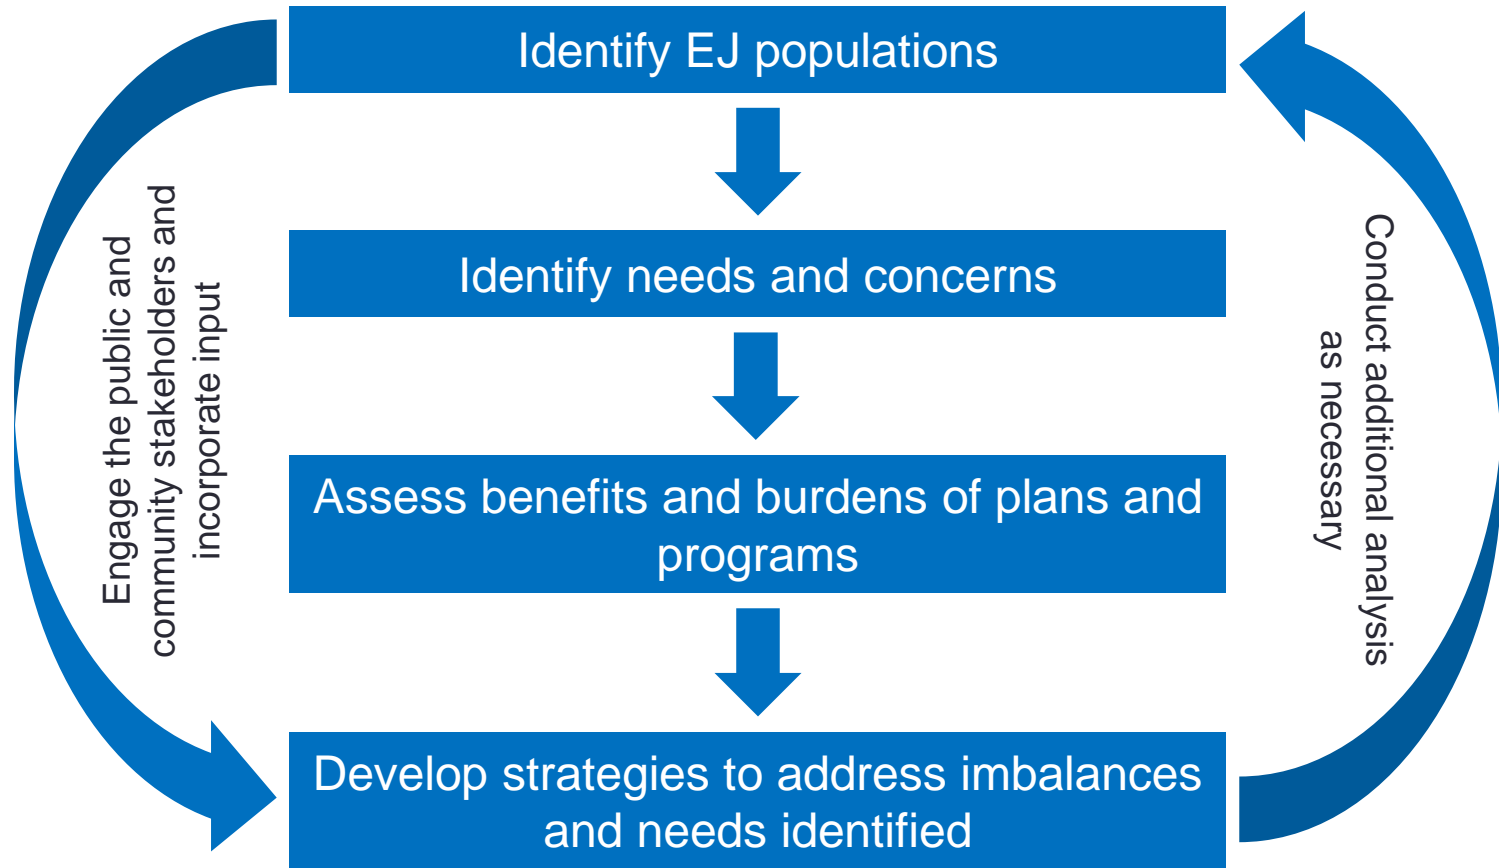 Identify EJ populations
Engage the public and
community stakeholders and
incorporate input
Identify needs and concerns
Assess benefits and burdens of plans and
programs
Develop strategies to address imbalances
and needs identified
Conduct additional analysis
as necessary